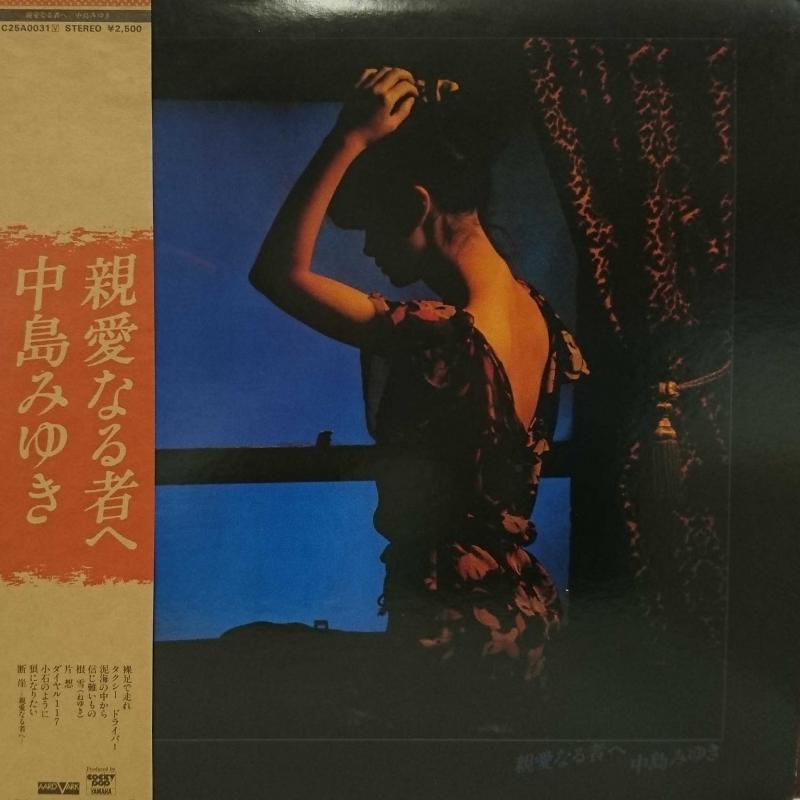 親愛なる者へ/中島みゆき
C25A0031 Ⓨ STEREO ¥2,500
親愛なる者へ
中島みゆき
裸足で走れ
タクシー ドライバー
泥海の中から
信じ難いもの
根雪(ねゆき)
片想
ダイヤル117
小石のように
狼になりたい
断崖―親愛なる者へ―
Produced by
COCKY POP
YAMAHA
AARD VARK
親愛なる者へ 中島みゆき